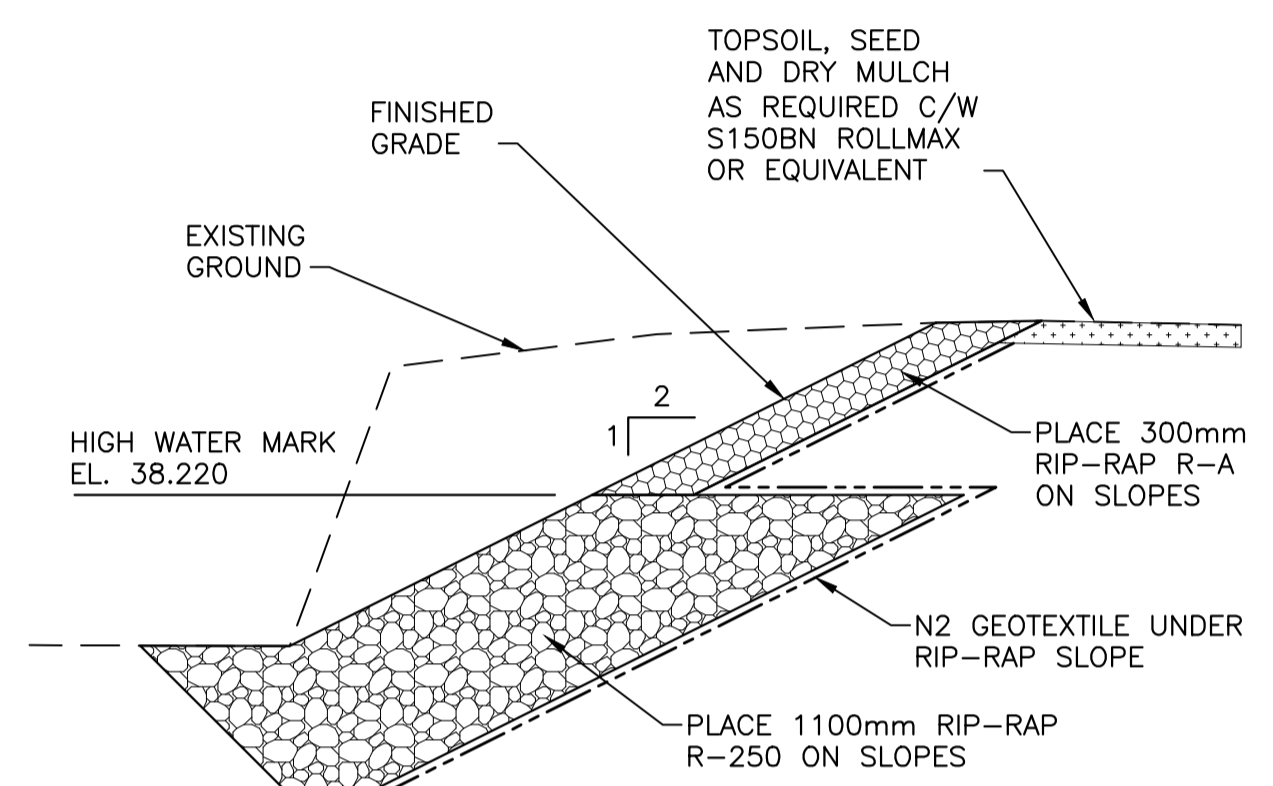 TOPSOIL, SEED
AND DRY MULCH
AS REQUIRED C/W
S150BN ROLLMAX
OR EQUIVALENT
FINISHED
GRADE
EXISTING
GROUND
2
1
HIGH WATER MARK
EL. 38.220
PLACE 300mm
RIP-RAP R-A
ON SLOPES
N2 GEOTEXTILE UNDER
RIP-RAP SLOPE
PLACE 1100mm RIP-RAP
R-250 ON SLOPES